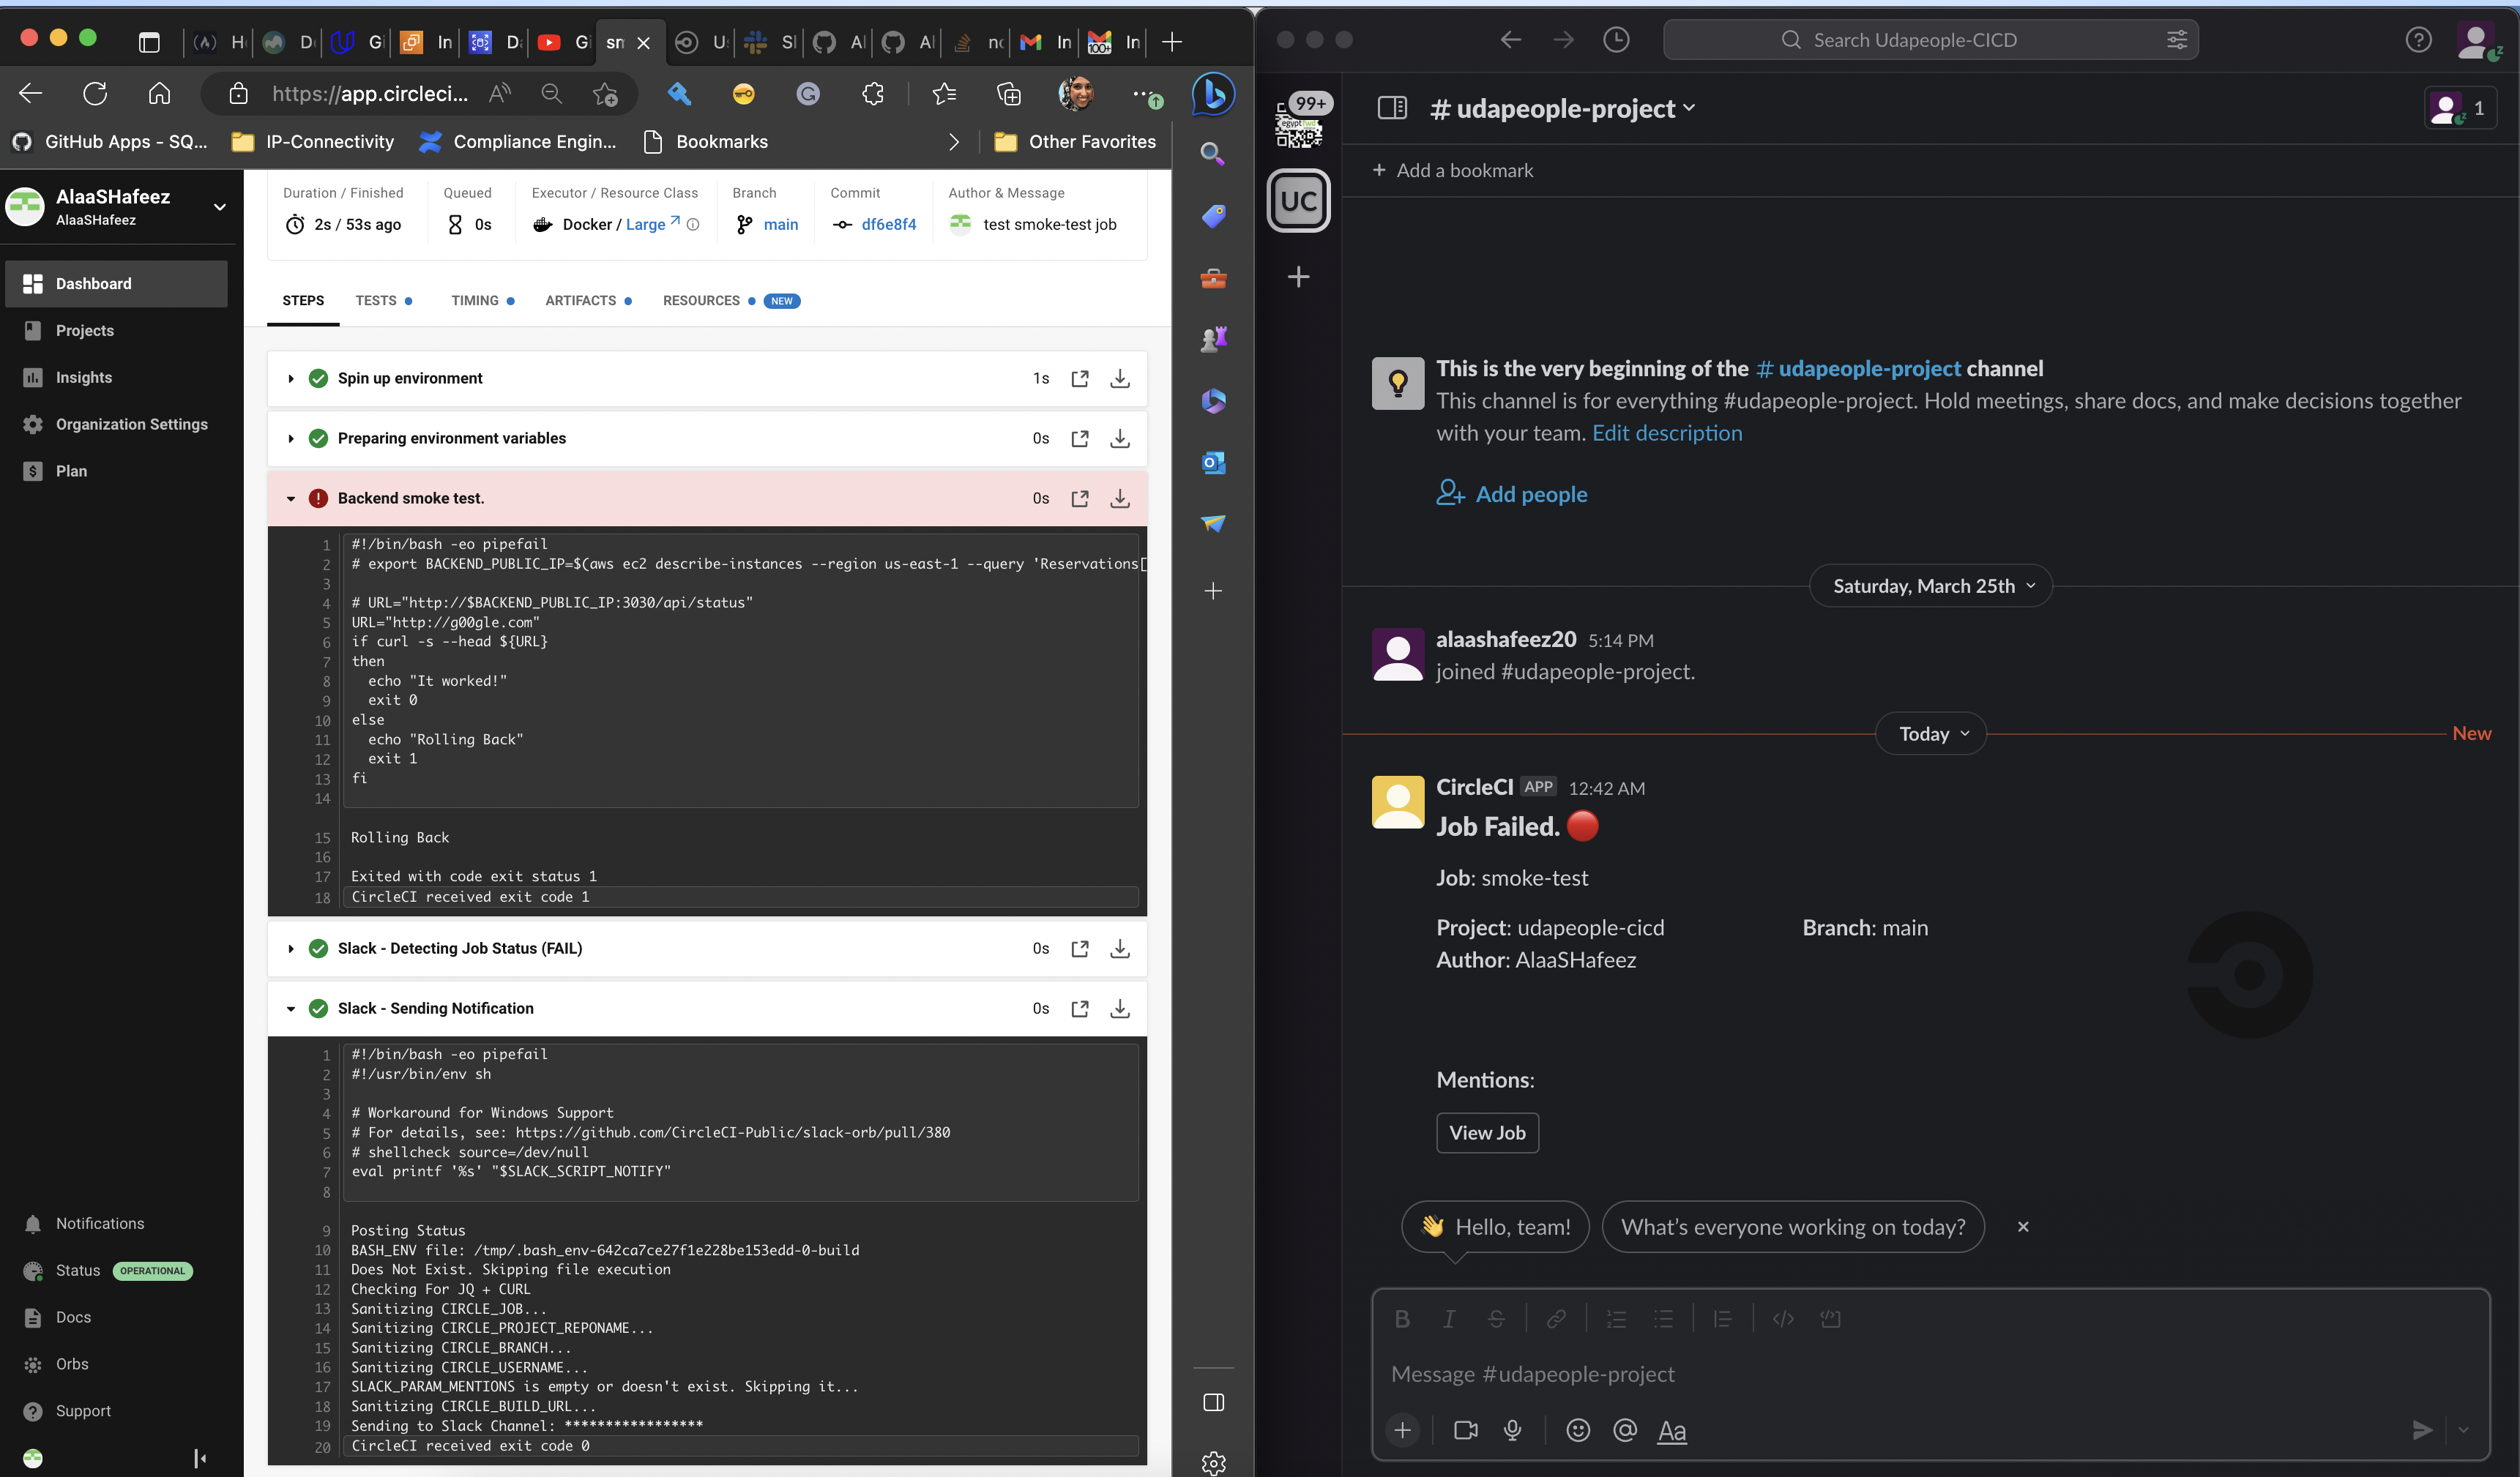 H
D
G
In
D
G
sn
U
Sl
Al
Al
nc
In
In
https://app.circleci...
GitHub Apps - SQ...
IP-Connectivity
Compliance Engin...
Bookmarks
Other Favorites
AlaaSHafeez
AlaaSHafeez
Dashboard
Projects
Insights
Organization Settings
Plan
Notifications
Status OPERATIONAL
Docs
Orbs
Support
Duration / Finished
2s / 53s ago
Queued
0s
Executor / Resource Class
Docker / Large
Branch
main
Commit
df6e8f4
Author & Message
test smoke-test job
STEPS TESTS TIMING ARTIFACTS RESOURCES NEW
Spin up environment 1s
Preparing environment variables 0s
Backend smoke test. 0s
1 #!/bin/bash -eo pipefail
2 # export BACKEND_PUBLIC_IP=$(aws ec2 describe-instances --region us-east-1 --query 'Reservations[
3
4 # URL="http://$BACKEND_PUBLIC_IP:3030/api/status"
5 URL="http://g00gle.com"
6 if curl -s --head ${URL}
7 then
8 echo "It worked!"
9 exit 0
10 else
11 echo "Rolling Back"
12 exit 1
13 fi
14
15 Rolling Back
16
17 Exited with code exit status 1
18 CircleCI received exit code 1
Slack - Detecting Job Status (FAIL) 0s
Slack - Sending Notification 0s
1 #!/bin/bash -eo pipefail
2 #!/usr/bin/env sh
3
4 # Workaround for Windows Support
5 # For details, see: https://github.com/CircleCI-Public/slack-orb/pull/380
6 # shellcheck source=/dev/null
7 eval printf '%s' "$SLACK_SCRIPT_NOTIFY"
8
9 Posting Status
10 BASH_ENV file: /tmp/.bash_env-642ca7ce27f1e228be153edd-0-build
11 Does Not Exist. Skipping file execution
12 Checking For JQ + CURL
13 Sanitizing CIRCLE_JOB...
14 Sanitizing CIRCLE_PROJECT_REPONAME...
15 Sanitizing CIRCLE_BRANCH...
16 Sanitizing CIRCLE_USERNAME...
17 SLACK_PARAM_MENTIONS is empty or doesn't exist. Skipping it...
18 Sanitizing CIRCLE_BUILD_URL...
19 Sending to Slack Channel: *****************
20 CircleCI received exit code 0
Search Udapeople-CICD
99+
egyptfwd
UC
# udapeople-project
1
+ Add a bookmark
This is the very beginning of the # udapeople-project channel
This channel is for everything #udapeople-project. Hold meetings, share docs, and make decisions together
with your team. Edit description
Add people
Saturday, March 25th
alaashafeez20 5:14 PM
joined #udapeople-project.
Today
New
CircleCI APP 12:42 AM
Job Failed.
Job: smoke-test
Project: udapeople-cicd
Branch: main
Author: AlaaSHafeez
Mentions:
View Job
Hello, team!
What's everyone working on today?
Message #udapeople-project
Aa